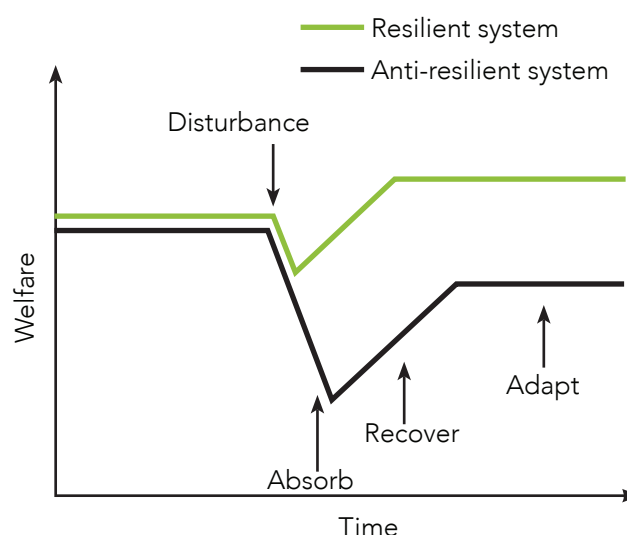 Resilient system
Anti-resilient system
Disturbance
Welfare
Adapt
Recover
Absorb
Time